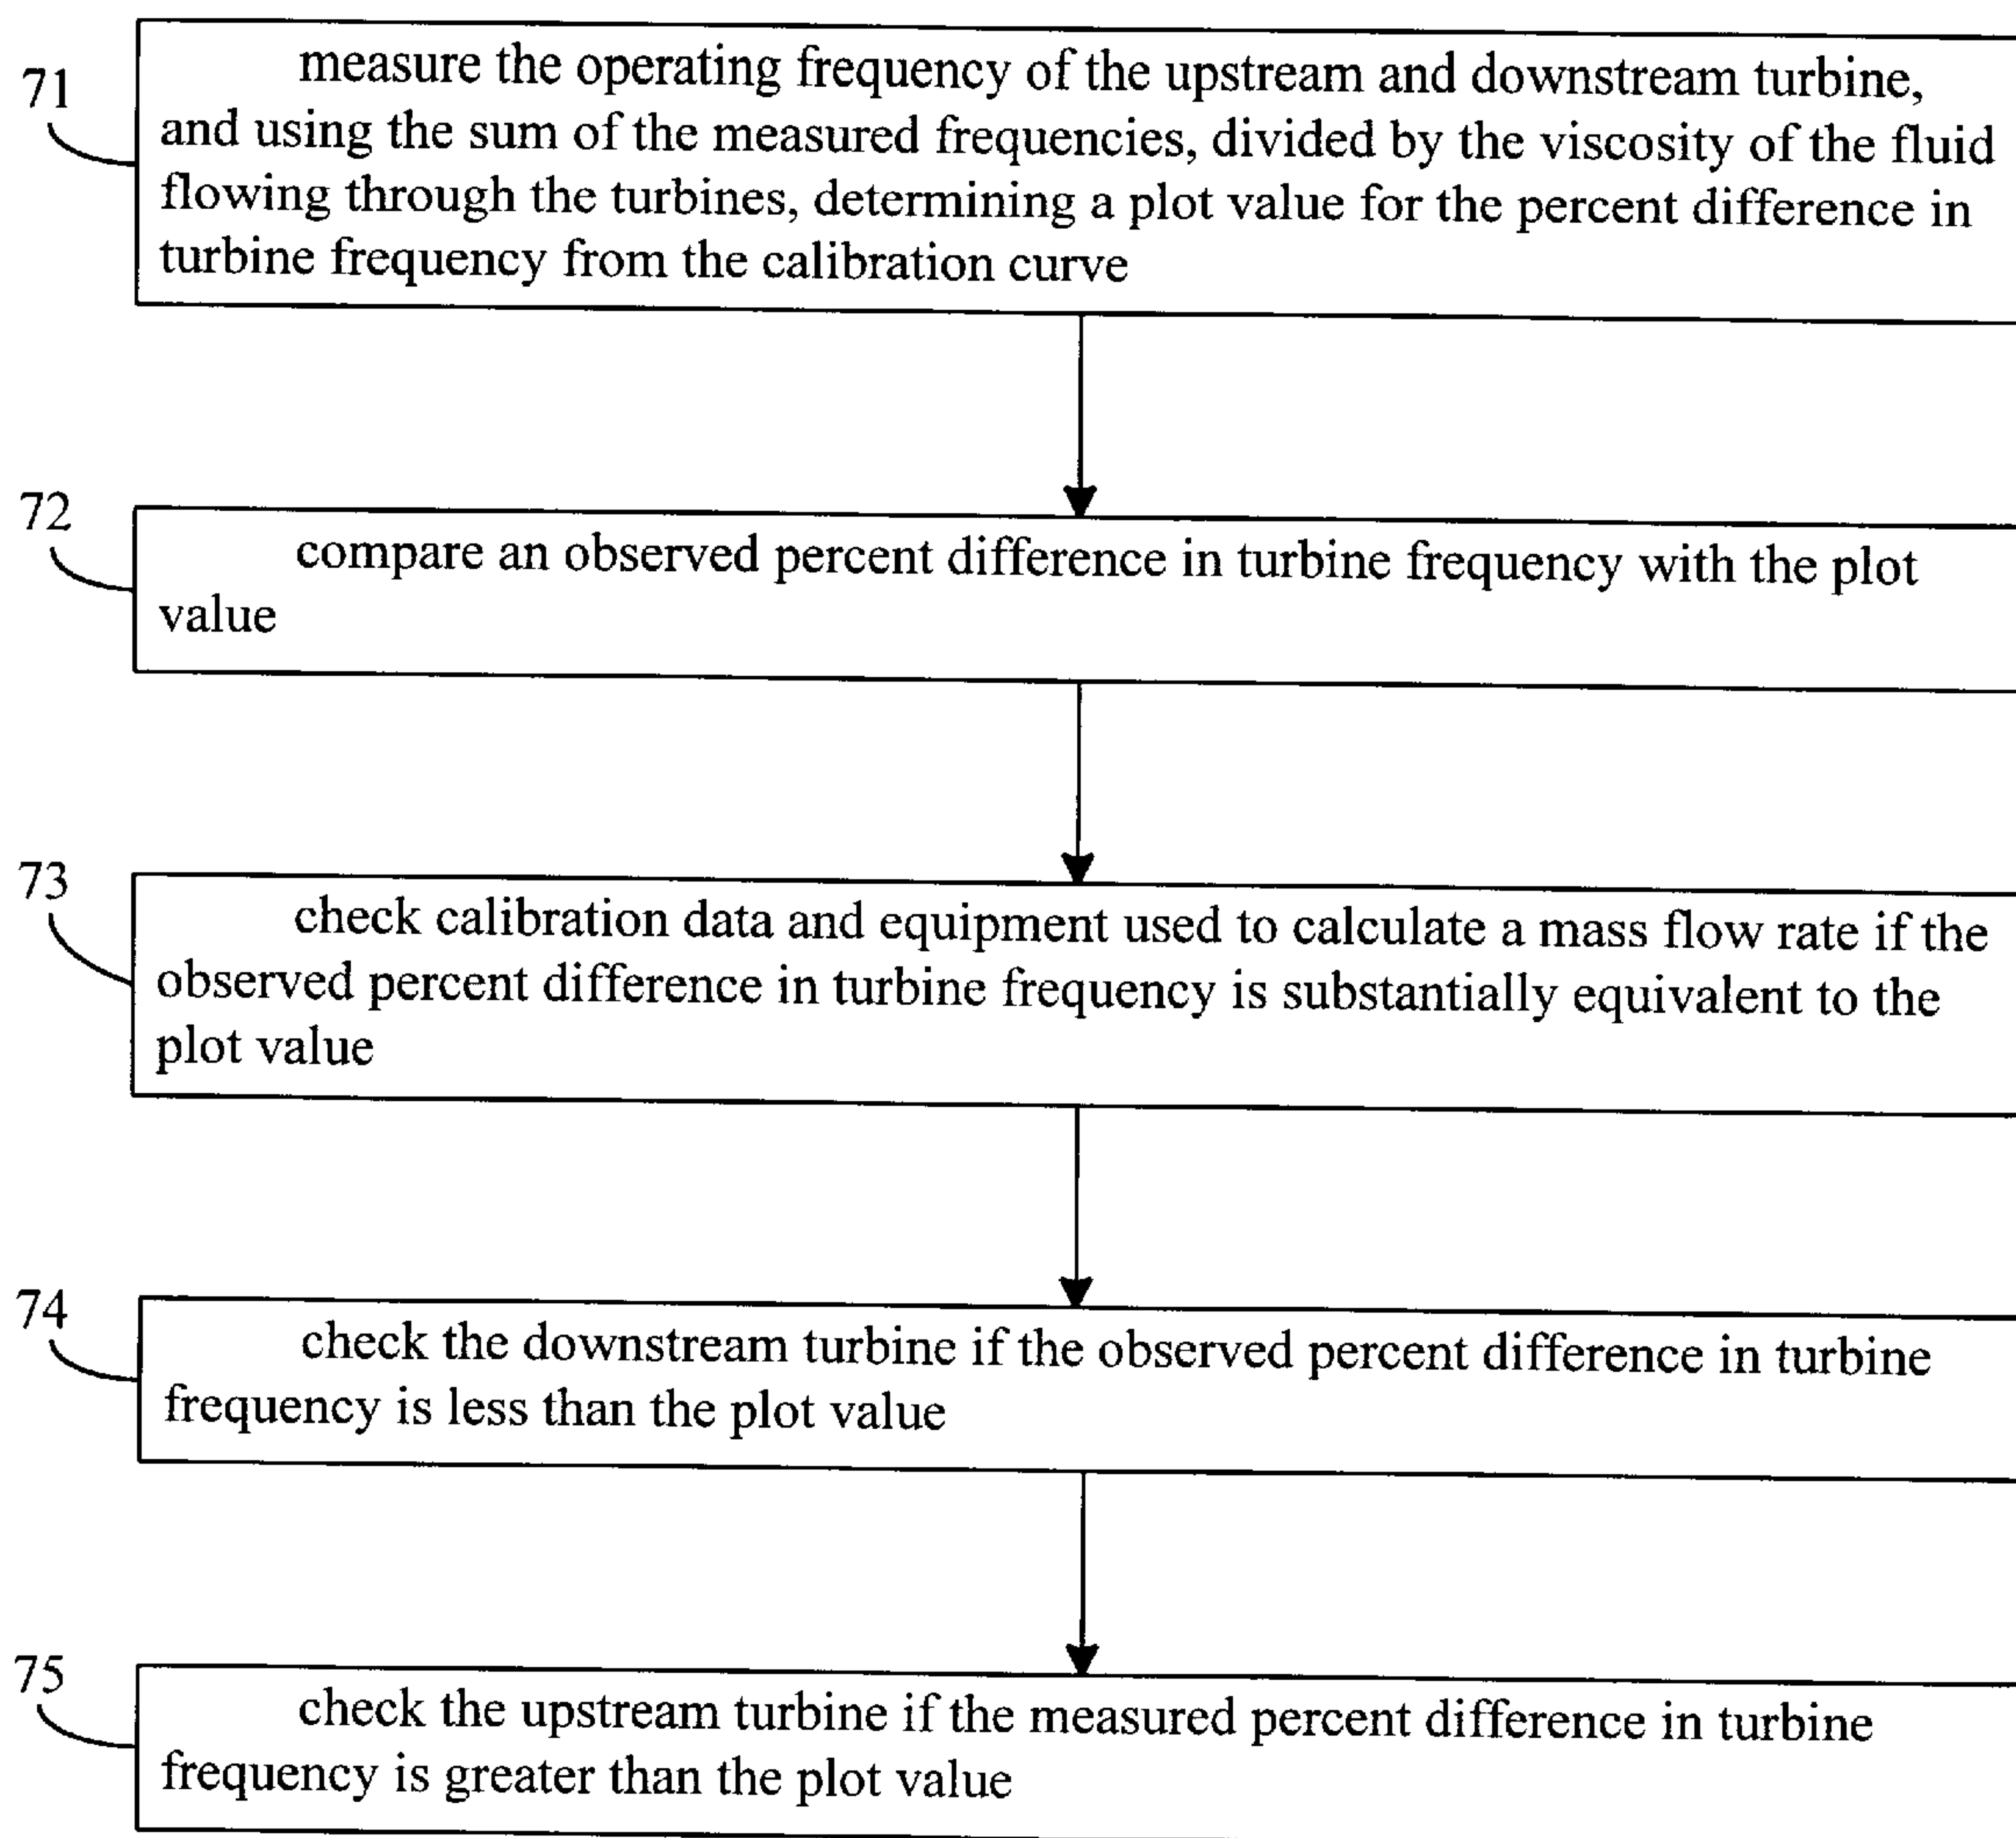 71
measure the operating frequency of the upstream and downstream turbine,
and using the sum of the measured frequencies, divided by the viscosity of the fluid
flowing through the turbines, determining a plot value for the percent difference in
turbine frequency from the calibration curve
72
compare an observed percent difference in turbine frequency with the plot
value
73
check calibration data and equipment used to calculate a mass flow rate if the
observed percent difference in turbine frequency is substantially equivalent to the
plot value
74
check the downstream turbine if the observed percent difference in turbine
frequency is less than the plot value
75
check the upstream turbine if the measured percent difference in turbine
frequency is greater than the plot value